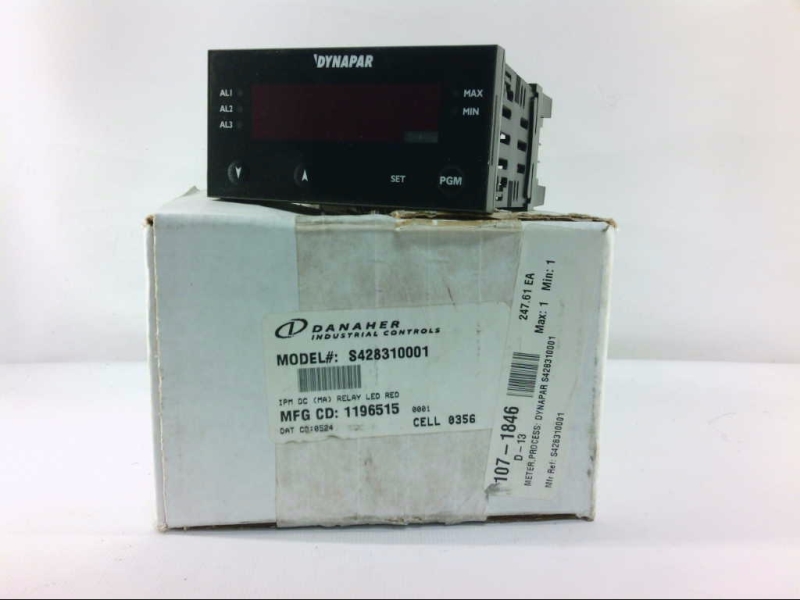 DYNAPAR
AL1
AL2
AL3
MAX
MIN
SET
PGM
DANAHER
INDUSTRIAL CONTROLS
MODEL#: S428310001
IPM DC (MA) RELAY LED RED
MFG CD: 1196515 0001
DAT CD:0524 CELL 0356
107-1846
D-13
METER,PROCESS: DYNAPAR S428310001
Mfr Ref: S428310001
247.61 EA
Max: 1 Min: 1